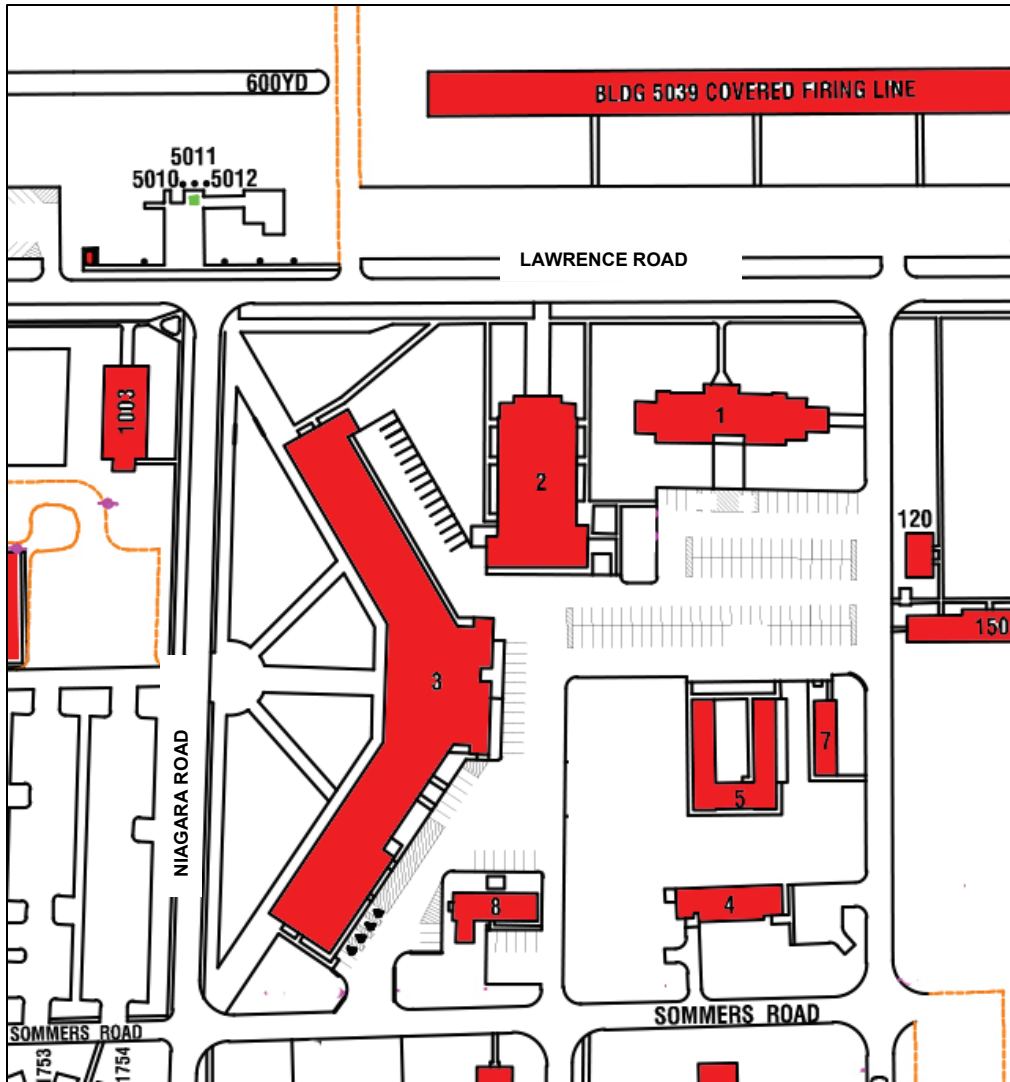 600YD
BLDG 5039 COVERED FIRING LINE
5011
5010
5012
LAWRENCE ROAD
1003
1
2
120
150
3
7
5
NIAGARA ROAD
8
4
SOMMERS ROAD
SOMMERS ROAD
1753
1754